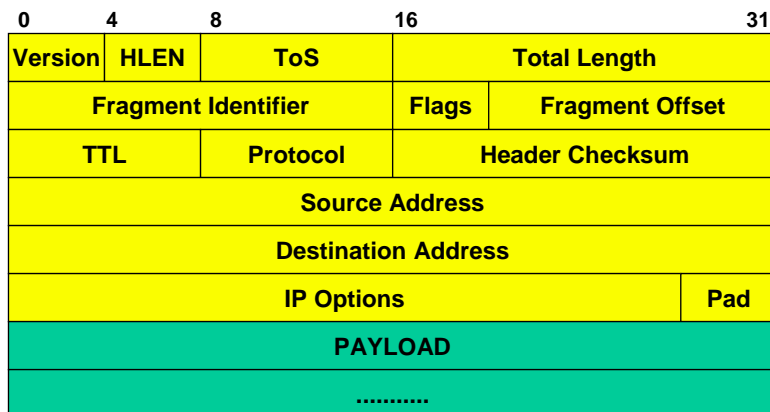 0 4 8 16 31
Version HLEN ToS Total Length
Fragment Identifier Flags Fragment Offset
TTL Protocol Header Checksum
Source Address
Destination Address
IP Options Pad
PAYLOAD
...........